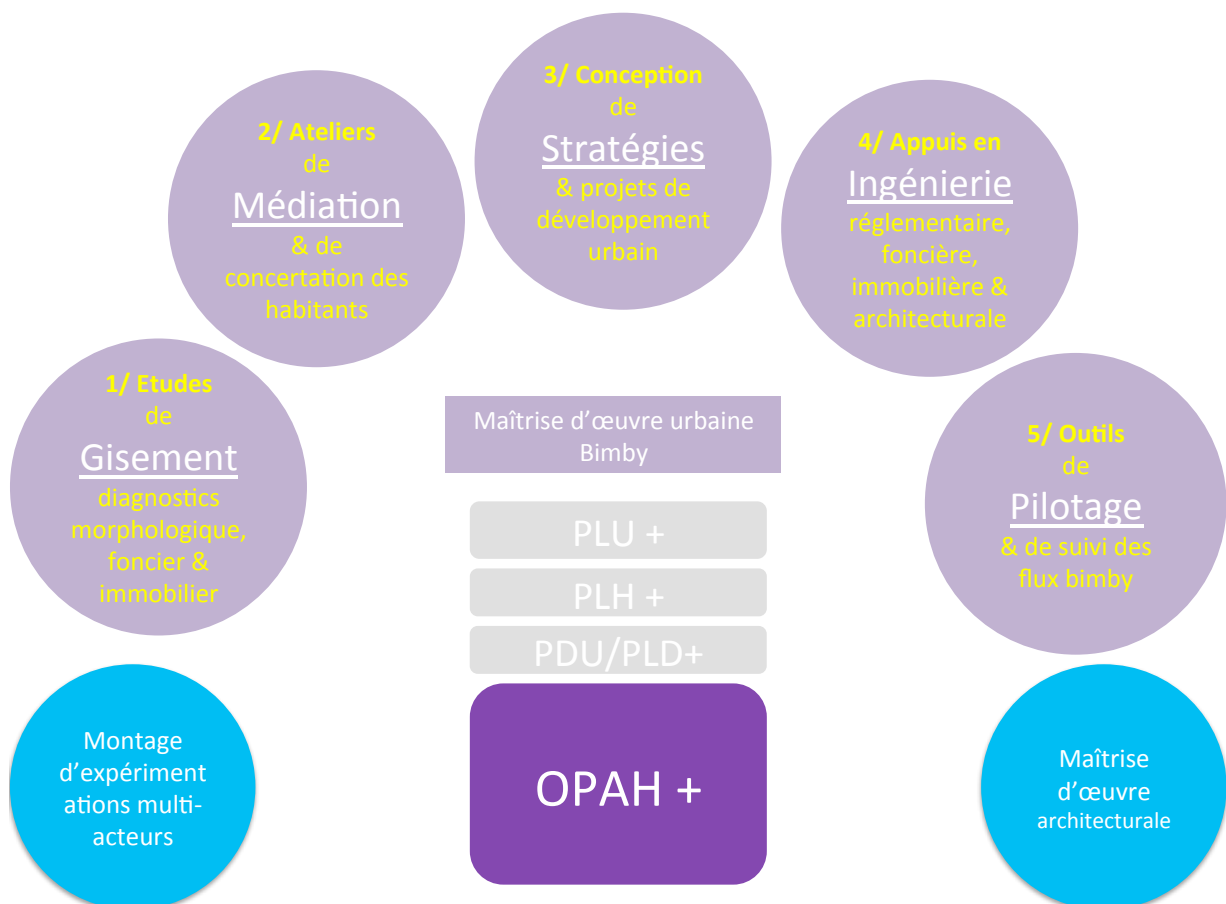 1/ Etudes
de
Gisement
diagnostics
morphologique,
foncier &
immobilier
2/ Ateliers
de
Médiation
& de
concertation des
habitants
3/ Conception
de
Stratégies
& projets de
développement
urbain
4/ Appuis en
Ingénierie
réglementaire,
foncière,
immobilière &
architecturale
5/ Outils
de
Pilotage
& de suivi des
flux bimby
Maîtrise d’œuvre urbaine
Bimby
PLU +
PLH +
PDU/PLD+
OPAH +
Montage
d’expériment
ations multi-
acteurs
Maîtrise
d’œuvre
architecturale